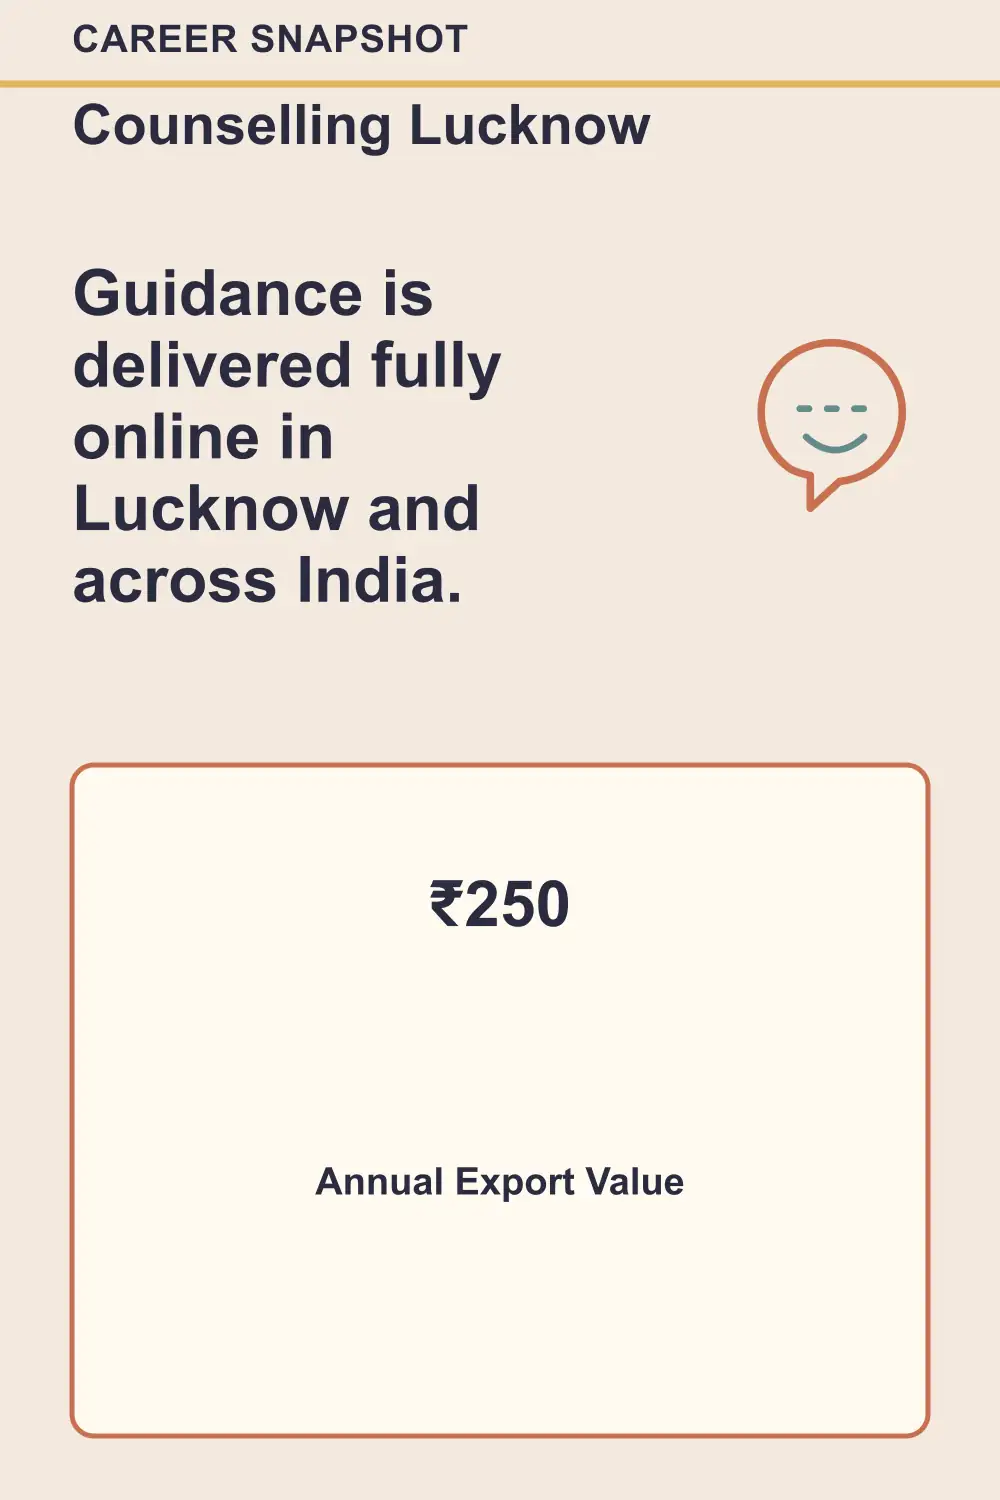 CAREER SNAPSHOT
Counselling Lucknow
Guidance is
delivered fully
online in
Lucknow and
across India.
₹250
Annual Export Value